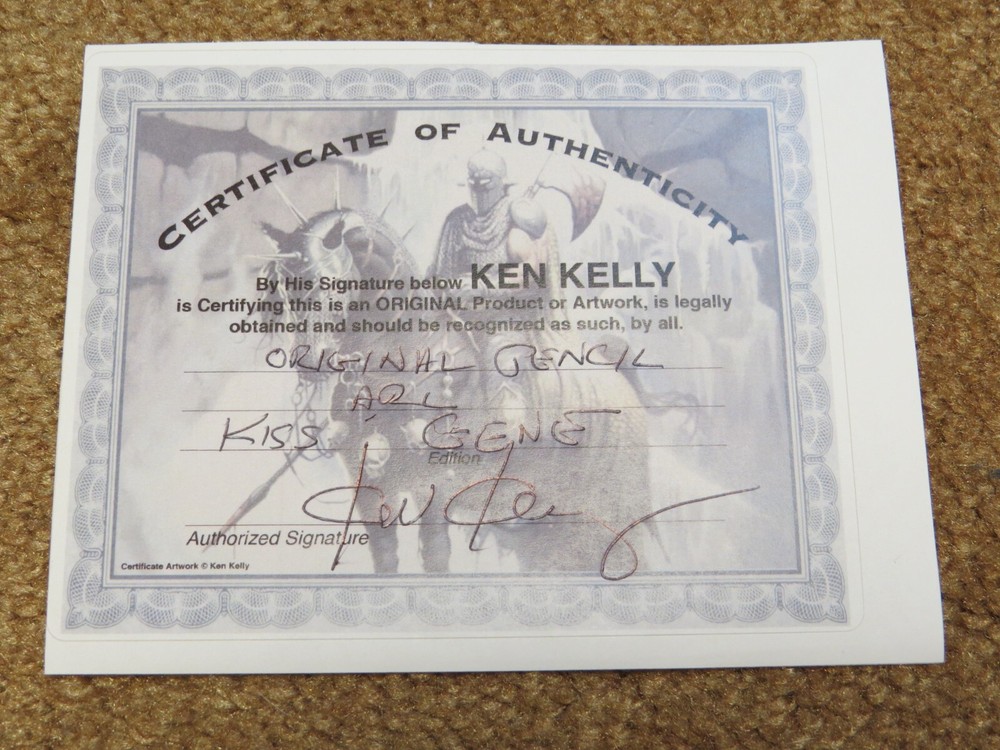 CERTIFICATE OF AUTHENTICITY
By His Signature below KEN KELLY
is Certifying this is an ORIGINAL Product or Artwork, is legally
obtained and should be recognized as such, by all.
ORIGINAL PENCIL
ART
KISS - GENE
Edition
Ken Kelly
Authorized Signature
Certificate Artwork © Ken Kelly